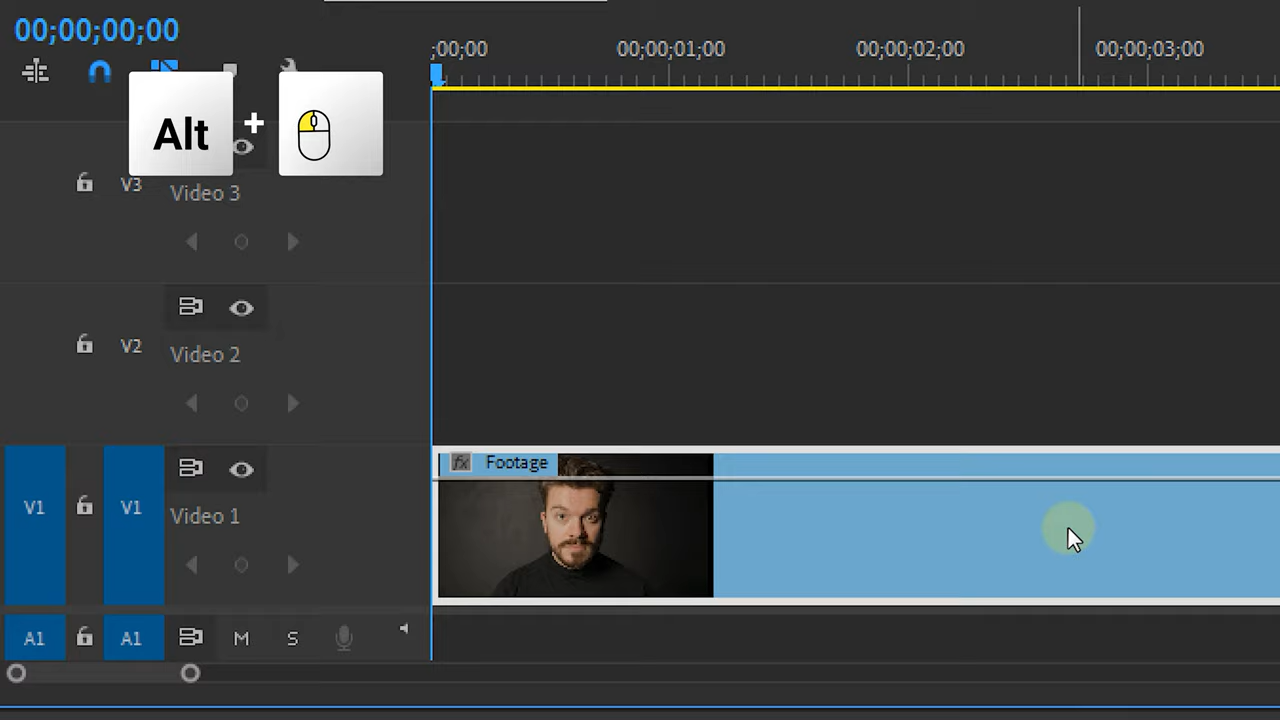 00;00;00;00
;00;00
00;00;01;00
00;00;02;00
00;00;03;00
Alt
+
V3
Video 3
V2
Video 2
fx Footage
V1
V1
Video 1
A1
A1
M
S